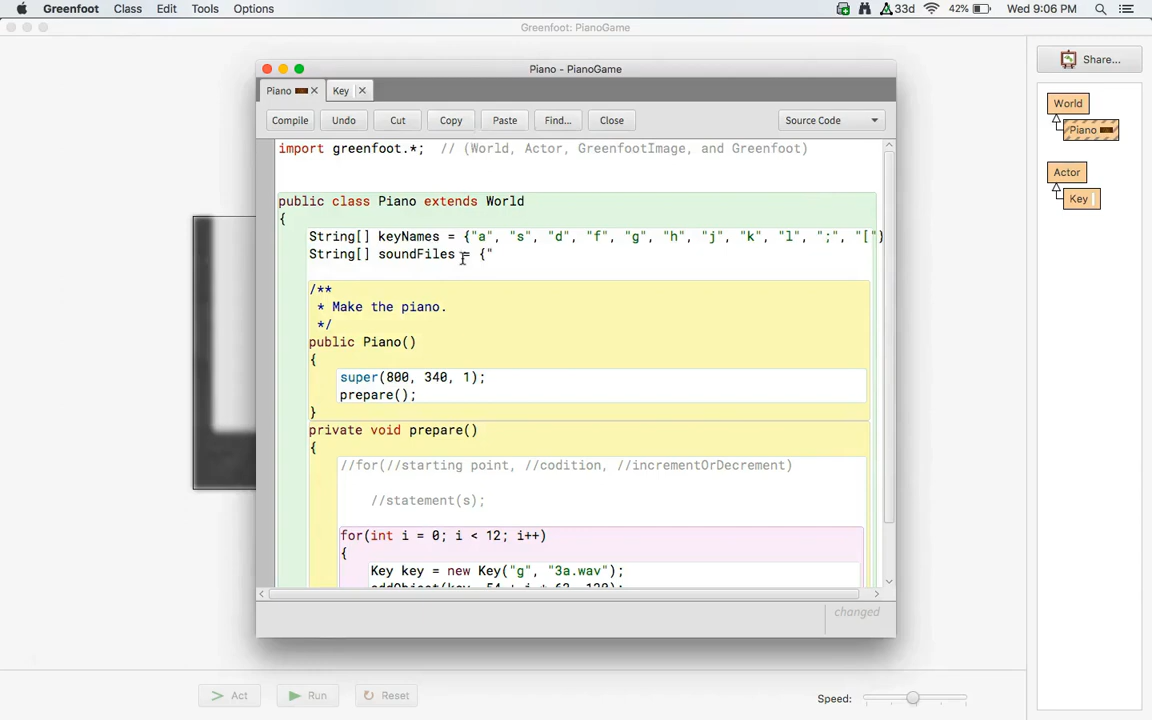 Greenfoot Class Edit Tools Options 33d 42% Wed 9:06 PM
Greenfoot: PianoGame
Share...
Piano - PianoGame
Piano Key
Compile Undo Cut Copy Paste Find... Close Source Code
World
Piano
Actor
Key
import greenfoot.*; // (World, Actor, GreenfootImage, and Greenfoot)
public class Piano extends World
{
String[] keyNames = {"a", "s", "d", "f", "g", "h", "j", "k", "l", ";", "["}
String[] soundFiles = {"
/**
* Make the piano.
*/
public Piano()
{
super(800, 340, 1);
prepare();
}
private void prepare()
{
//for(//starting point, //codition, //incrementOrDecrement)
//statement(s);
for(int i = 0; i < 12; i++)
{
Key key = new Key("g", "3a.wav");
changed
Act Run Reset Speed: